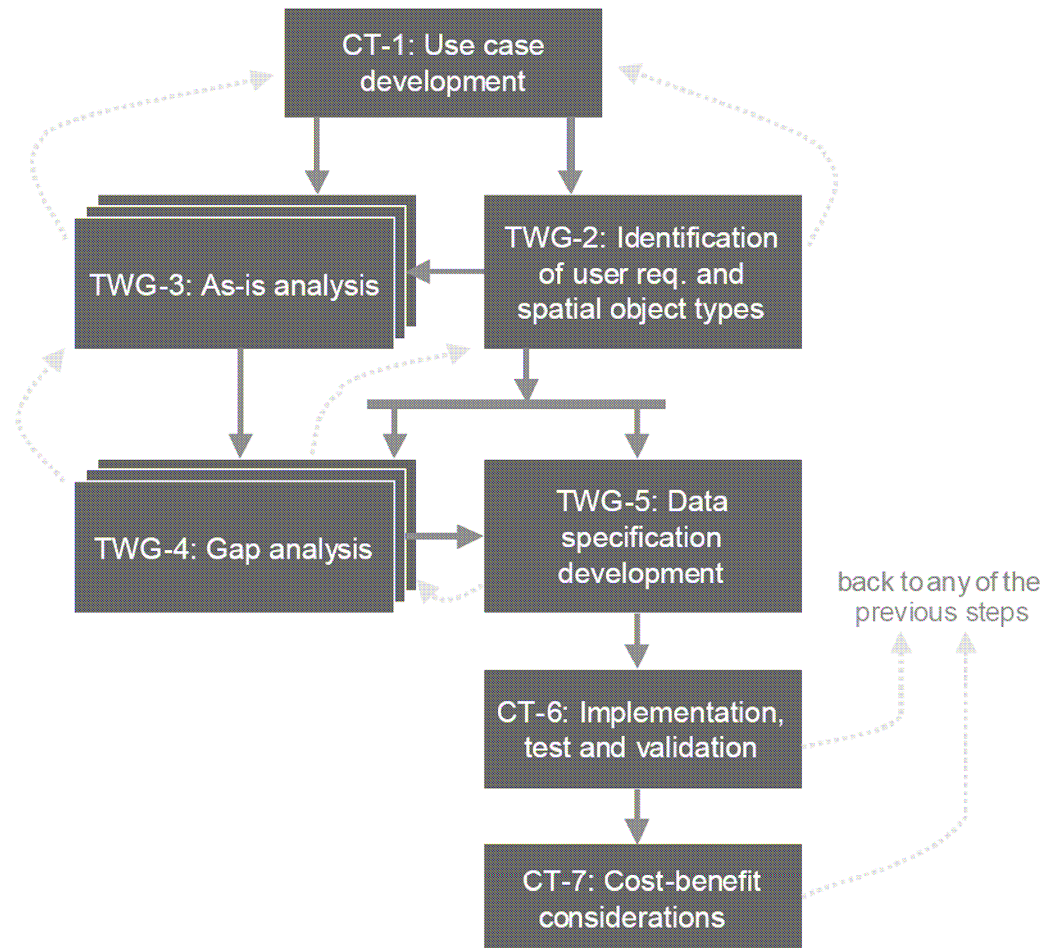 CT-1: Use case
development
TWG-3: As-is analysis
TWG-2: Identification
of user req. and
spatial object types
TWG-4: Gap analysis
TWG-5: Data
specification
development
back to any of the
previous steps
CT-6: Implementation,
test and validation
CT-7: Cost-benefit
considerations